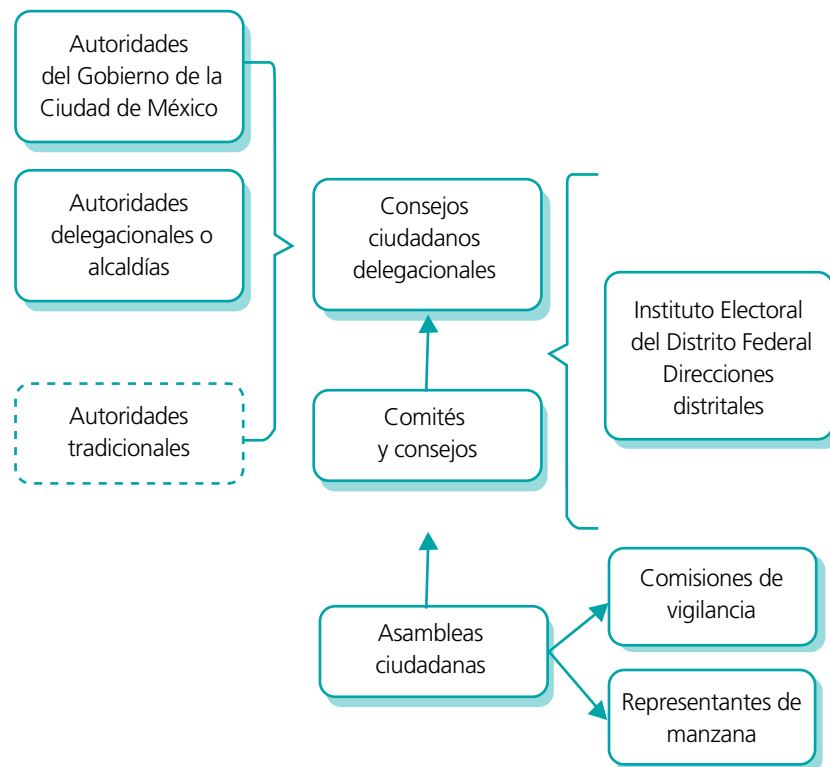 Autoridades
del Gobierno de la
Ciudad de México
Autoridades
delegacionales o
alcaldías
Autoridades
tradicionales
Consejos
ciudadanos
delegacionales
Comités
y consejos
Asambleas
ciudadanas
Instituto Electoral
del Distrito Federal
Direcciones
distritales
Comisiones de
vigilancia
Representantes de
manzana